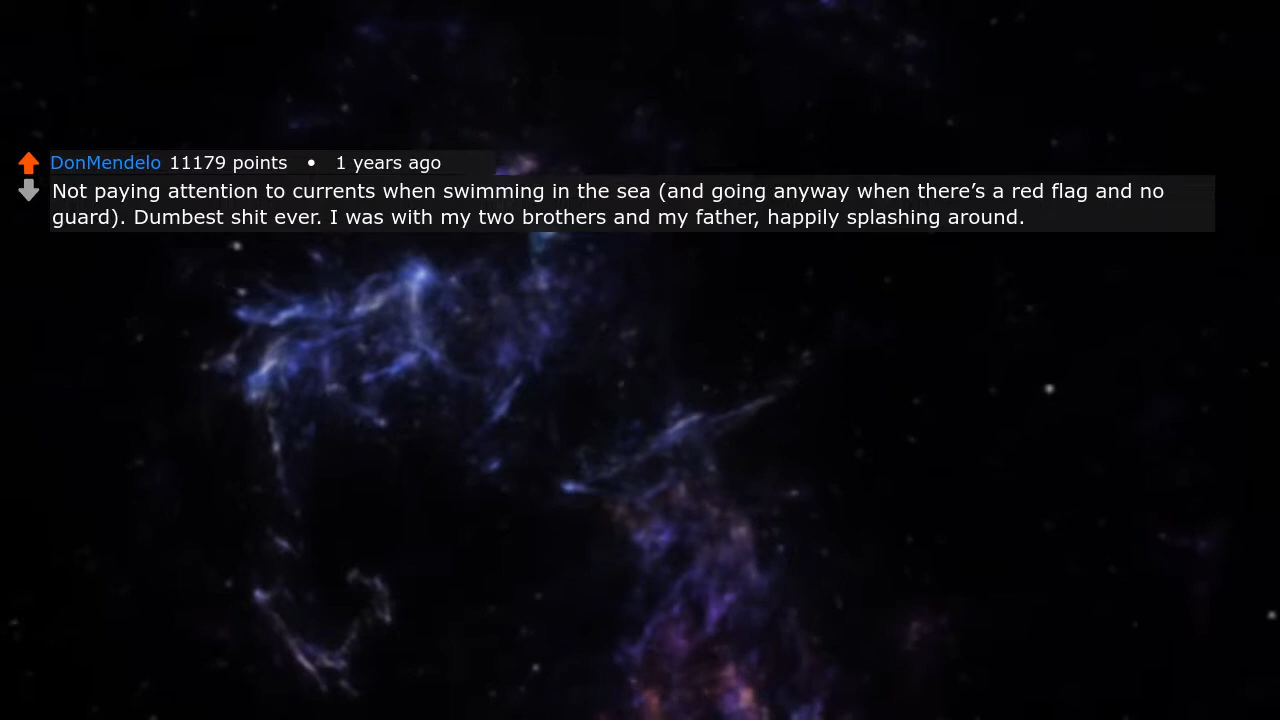 DonMendelo 11179 points • 1 years ago
Not paying attention to currents when swimming in the sea (and going anyway when there’s a red flag and no
guard). Dumbest shit ever. I was with my two brothers and my father, happily splashing around.